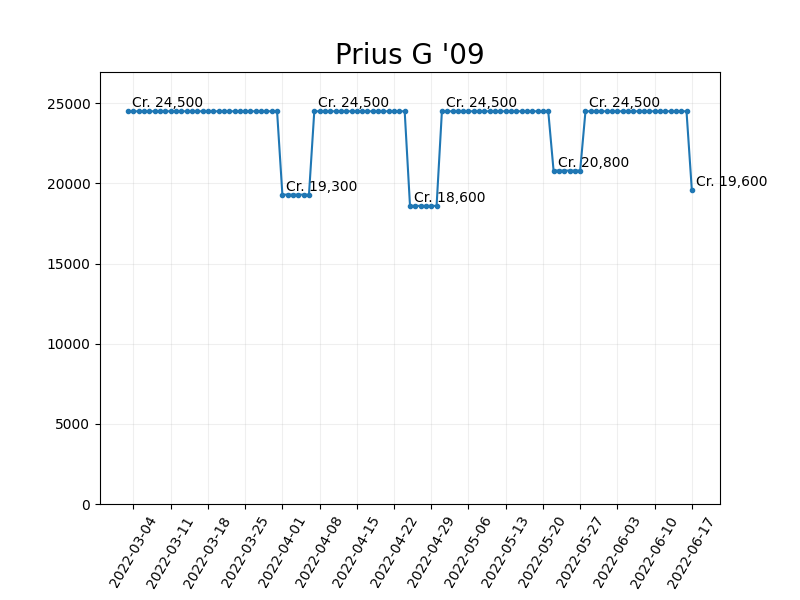 Prius G '09
25000
20000
15000
10000
5000
0
Cr. 24,500
Cr. 19,300
Cr. 24,500
Cr. 18,600
Cr. 24,500
Cr. 20,800
Cr. 24,500
Cr. 19,600
2022-03-04
2022-03-11
2022-03-18
2022-03-25
2022-04-01
2022-04-08
2022-04-15
2022-04-22
2022-04-29
2022-05-06
2022-05-13
2022-05-20
2022-05-27
2022-06-03
2022-06-10
2022-06-17